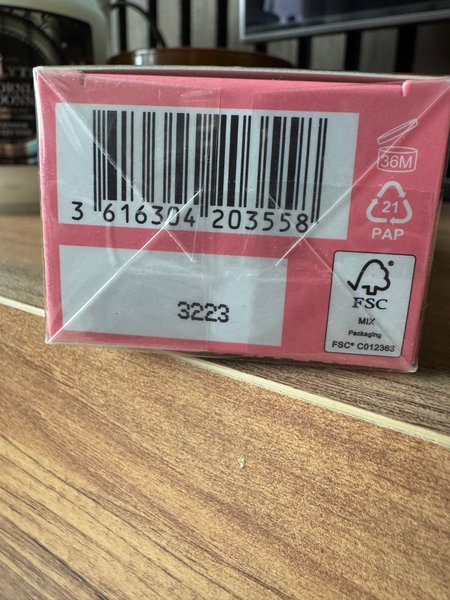 3 616304 203558
36M
21
PAP
3223
FSC
MIX
Packaging
FSC® C012363